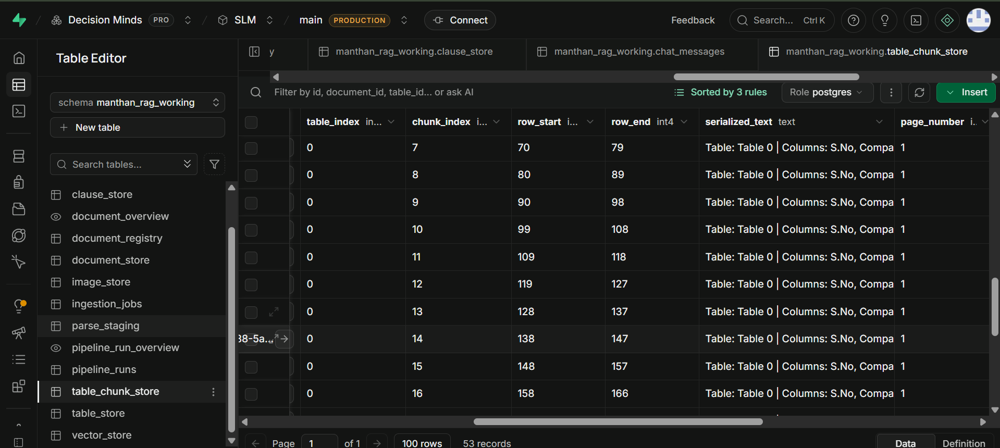 Decision Minds PRO SLM main PRODUCTION Connect Feedback Search... Ctrl K
Table Editor
schema manthan_rag_working
New table
Search tables...
clause_store
document_overview
document_registry
document_store
image_store
ingestion_jobs
parse_staging
pipeline_run_overview
pipeline_runs
table_chunk_store
table_store
vector_store
y manthan_rag_working.clause_store manthan_rag_working.chat_messages manthan_rag_working.table_chunk_store
Filter by id, document_id, table_id... or ask AI Sorted by 3 rules Role postgres Insert
table_index in... chunk_index i... row_start i... row_end int4 serialized_text text page_number i..
0 7 70 79 Table: Table 0 | Columns: S.No, Compa 1
0 8 80 89 Table: Table 0 | Columns: S.No, Compa 1
0 9 90 98 Table: Table 0 | Columns: S.No, Compa 1
0 10 99 108 Table: Table 0 | Columns: S.No, Compa 1
0 11 109 118 Table: Table 0 | Columns: S.No, Compa 1
0 12 119 127 Table: Table 0 | Columns: S.No, Compa 1
0 13 128 137 Table: Table 0 | Columns: S.No, Compa 1
38-5a... 0 14 138 147 Table: Table 0 | Columns: S.No, Compa 1
0 15 148 157 Table: Table 0 | Columns: S.No, Compa 1
0 16 158 166 Table: Table 0 | Columns: S.No, Compa 1
Page 1 of 1 100 rows 53 records Data Definition